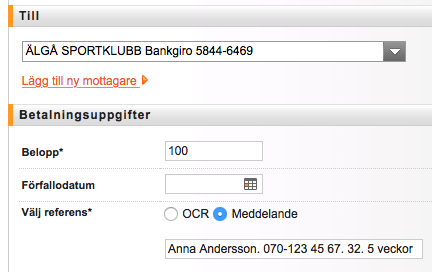 Till
ÄLGÅ SPORTKLUBB Bankgiro 5844-6469
Lägg till ny mottagare
Betalningsuppgifter
Belopp* 100
Förfallodatum
Välj referens* OCR Meddelande
Anna Andersson. 070-123 45 67. 32. 5 veckor